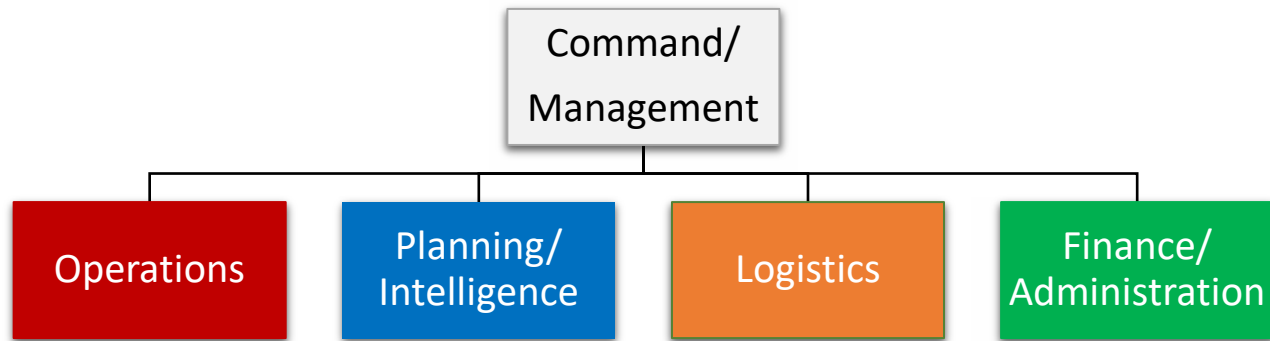 Command/
Management
Operations
Planning/
Intelligence
Logistics
Finance/
Administration